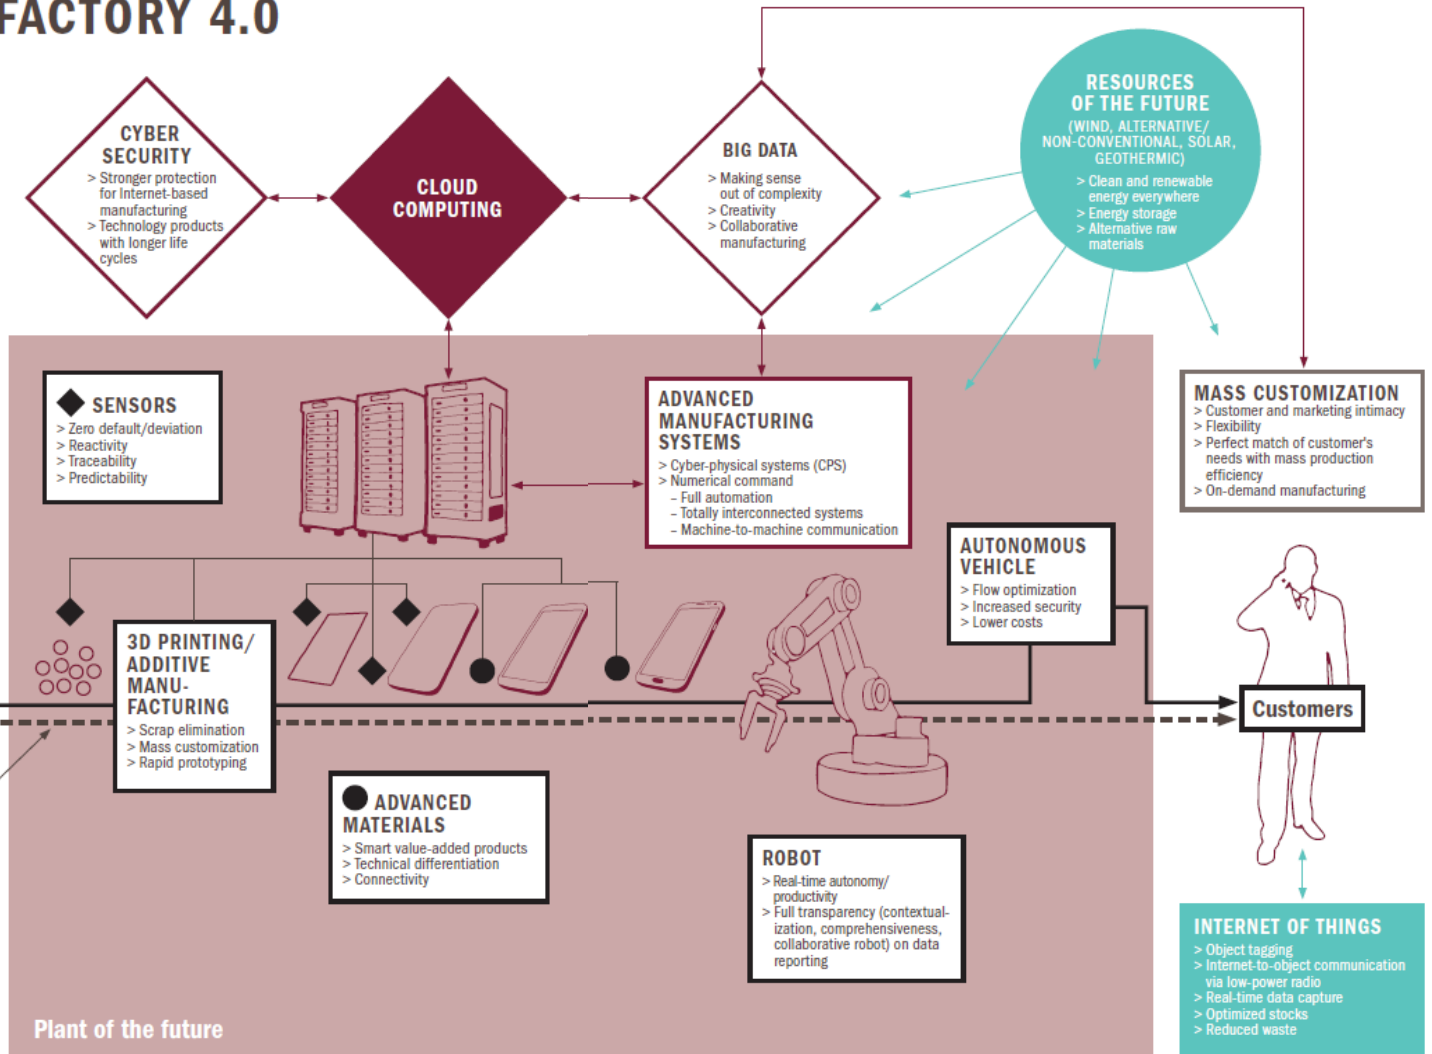 FACTORY 4.0
CYBER
SECURITY
> Stronger protection
for Internet-based
manufacturing
> Technology products
with longer life
cycles
CLOUD
COMPUTING
BIG DATA
> Making sense
out of complexity
> Creativity
> Collaborative
manufacturing
RESOURCES
OF THE FUTURE
(WIND, ALTERNATIVE/
NON-CONVENTIONAL, SOLAR,
GEOTHERMIC)
> Clean and renewable
energy everywhere
> Energy storage
> Alternative raw
materials
SENSORS
> Zero default/deviation
> Reactivity
> Traceability
> Predictability
ADVANCED
MANUFACTURING
SYSTEMS
> Cyber-physical systems (CPS)
> Numerical command
– Full automation
– Totally interconnected systems
– Machine-to-machine communication
MASS CUSTOMIZATION
> Customer and marketing intimacy
> Flexibility
> Perfect match of customer's
needs with mass production
efficiency
> On-demand manufacturing
AUTONOMOUS
VEHICLE
> Flow optimization
> Increased security
> Lower costs
3D PRINTING/
ADDITIVE
MANU-
FACTURING
> Scrap elimination
> Mass customization
> Rapid prototyping
Customers
ADVANCED
MATERIALS
> Smart value-added products
> Technical differentiation
> Connectivity
ROBOT
> Real-time autonomy/
productivity
> Full transparency (contextual-
ization, comprehensiveness,
collaborative robot) on data
reporting
INTERNET OF THINGS
> Object tagging
> Internet-to-object communication
via low-power radio
> Real-time data capture
> Optimized stocks
> Reduced waste
Plant of the future